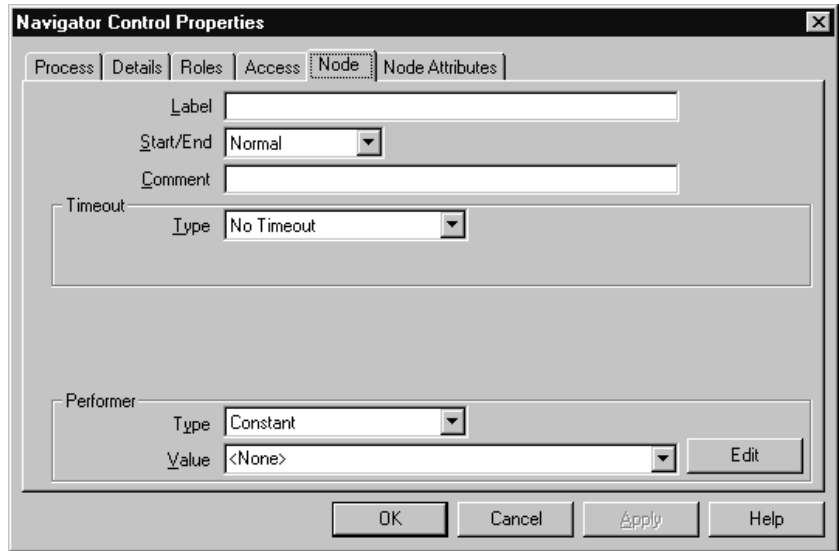 Navigator Control Properties
Process Details Roles Access Node Node Attributes
Label
Start/End Normal
Comment
Timeout
Type No Timeout
Performer
Type Constant
Value <None> Edit
OK Cancel Apply Help